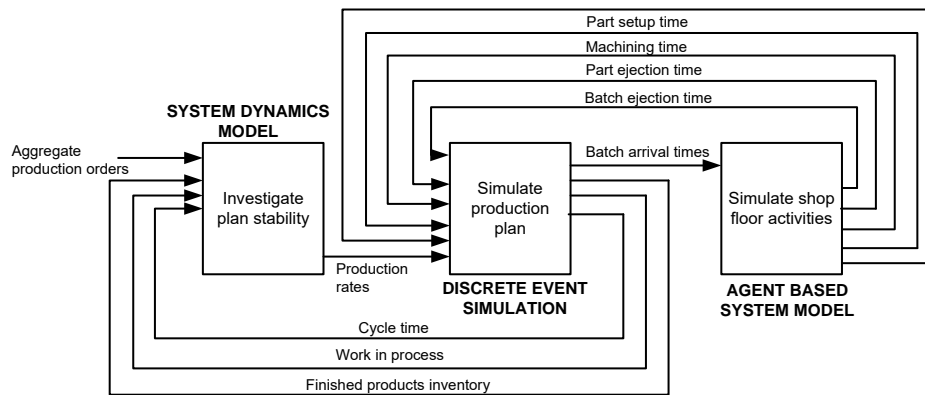 Part setup time
Machining time
Part ejection time
Batch ejection time
SYSTEM DYNAMICS
MODEL
Aggregate
production orders
Investigate
plan stability
Simulate
production
plan
Batch arrival times
Simulate shop
floor activities
Production
rates
DISCRETE EVENT
SIMULATION
AGENT BASED
SYSTEM MODEL
Cycle time
Work in process
Finished products inventory